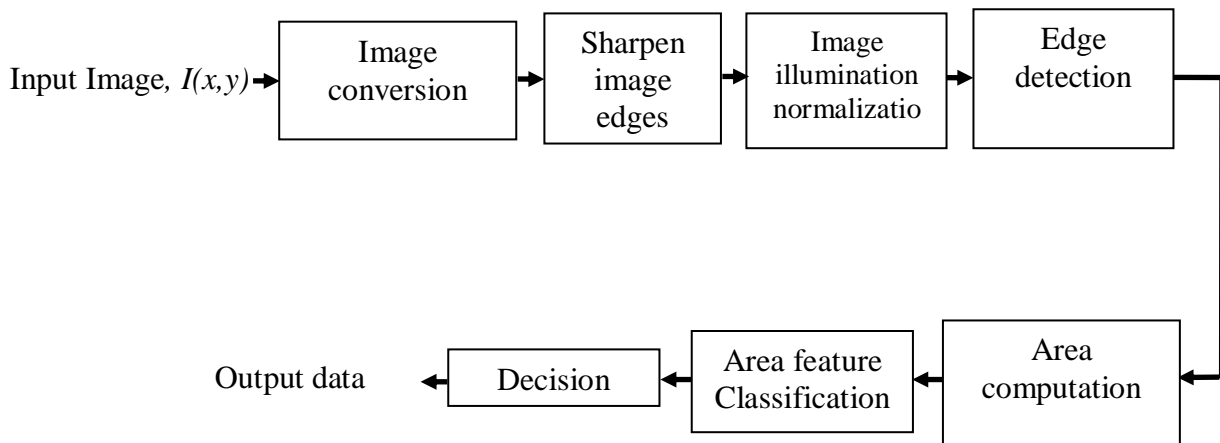 Input Image, I(x,y)
Image
conversion
Sharpen
image
edges
Image
illumination
normalizatio
Edge
detection
Area
computation
Area feature
Classification
Decision
Output data